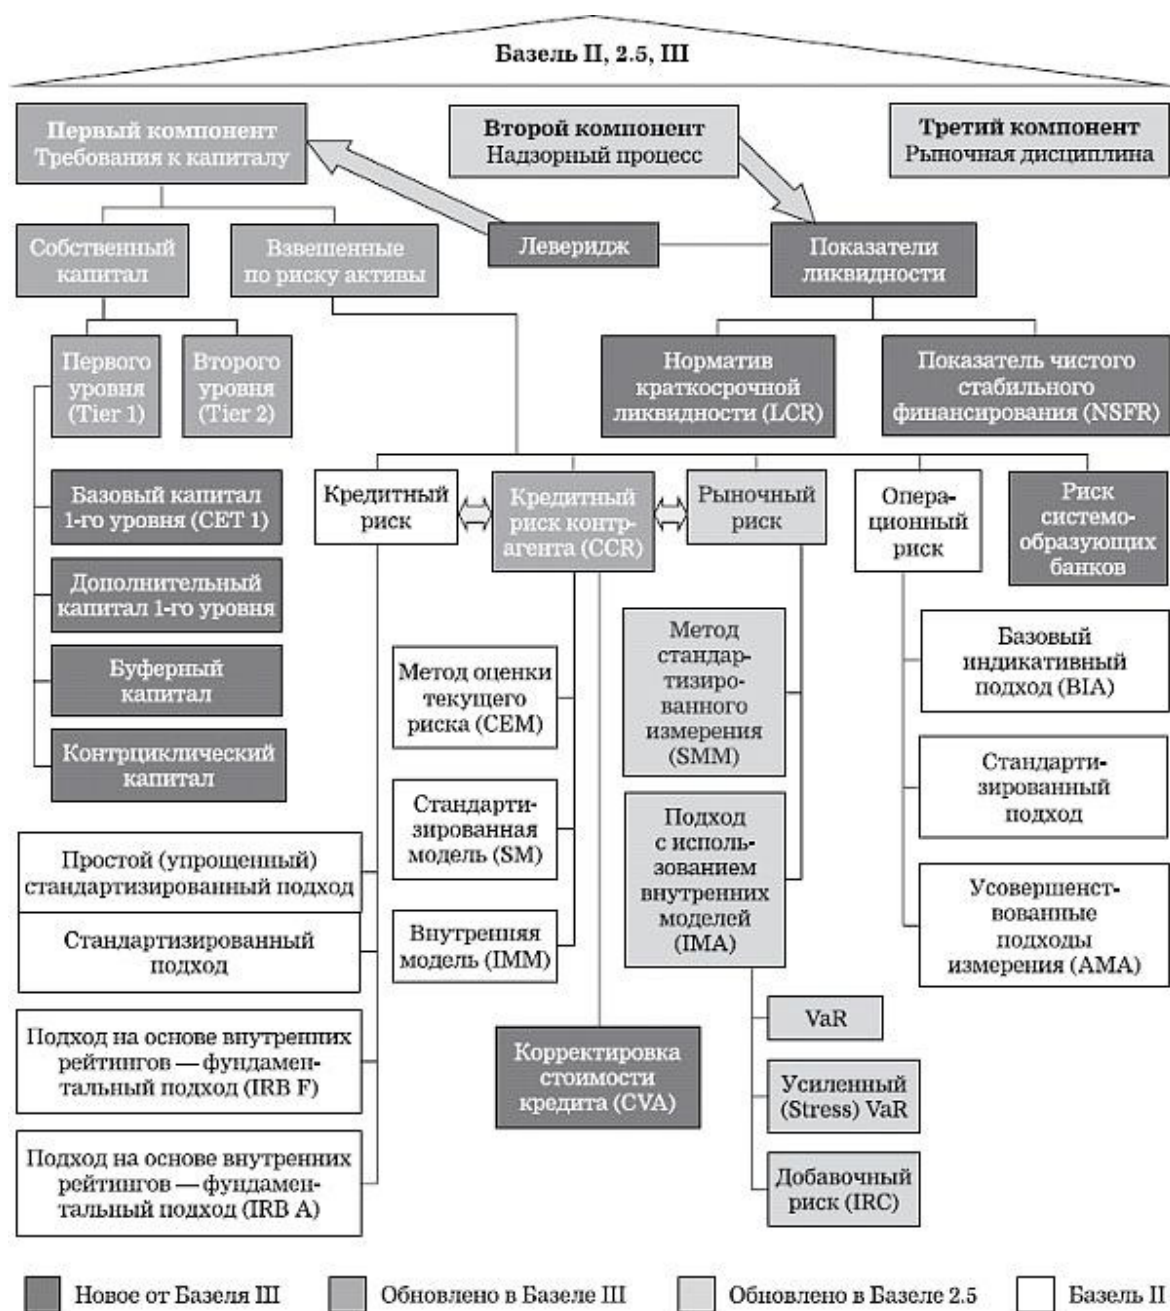 Базель II, 2.5, III
Первый компонент
Требования к капиталу
Второй компонент
Надзорный процесс
Третий компонент
Рыночная дисциплина
Собственный
капитал
Взвешенные
по риску активы
Леверидж
Показатели
ликвидности
Первого
уровня
(Tier 1)
Второго
уровня
(Tier 2)
Норматив
краткосрочной
ликвидности (LCR)
Показатель чистого
стабильного
финансирования (NSFR)
Базовый капитал
1-го уровня (CET 1)
Дополнительный
капитал 1-го уровня
Буферный
капитал
Контрциклический
капитал
Кредитный
риск
Кредитный
риск контр-
агента (CCR)
Рыночный
риск
Опера-
ционный
риск
Риск
системо-
образующих
банков
Метод оценки
текущего
риска (CEM)
Стандарти-
зированная
модель (SM)
Внутренняя
модель (IMM)
Метод
стандар-
тизиро-
ванного
измерения
(SMM)
Подход
с исполь-
зованием
внутренних
моделей
(IMA)
Базовый
индикативный
подход (BIA)
Стандарти-
зированный
подход
Усовершенст-
вованные
подходы
измерения (AMA)
Простой (упрощенный)
стандартизированный подход
Стандартизированный
подход
Подход на основе внутренних
рейтингов — фундамен-
тальный подход (IRB F)
Подход на основе внутренних
рейтингов — фундамен-
тальный подход (IRB A)
Корректировка
стоимости
кредита (CVA)
VaR
Усиленный
(Stress) VaR
Добавочный
риск (IRC)
Новое от Базеля III
Обновлено в Базеле III
Обновлено в Базеле 2.5
Базель II